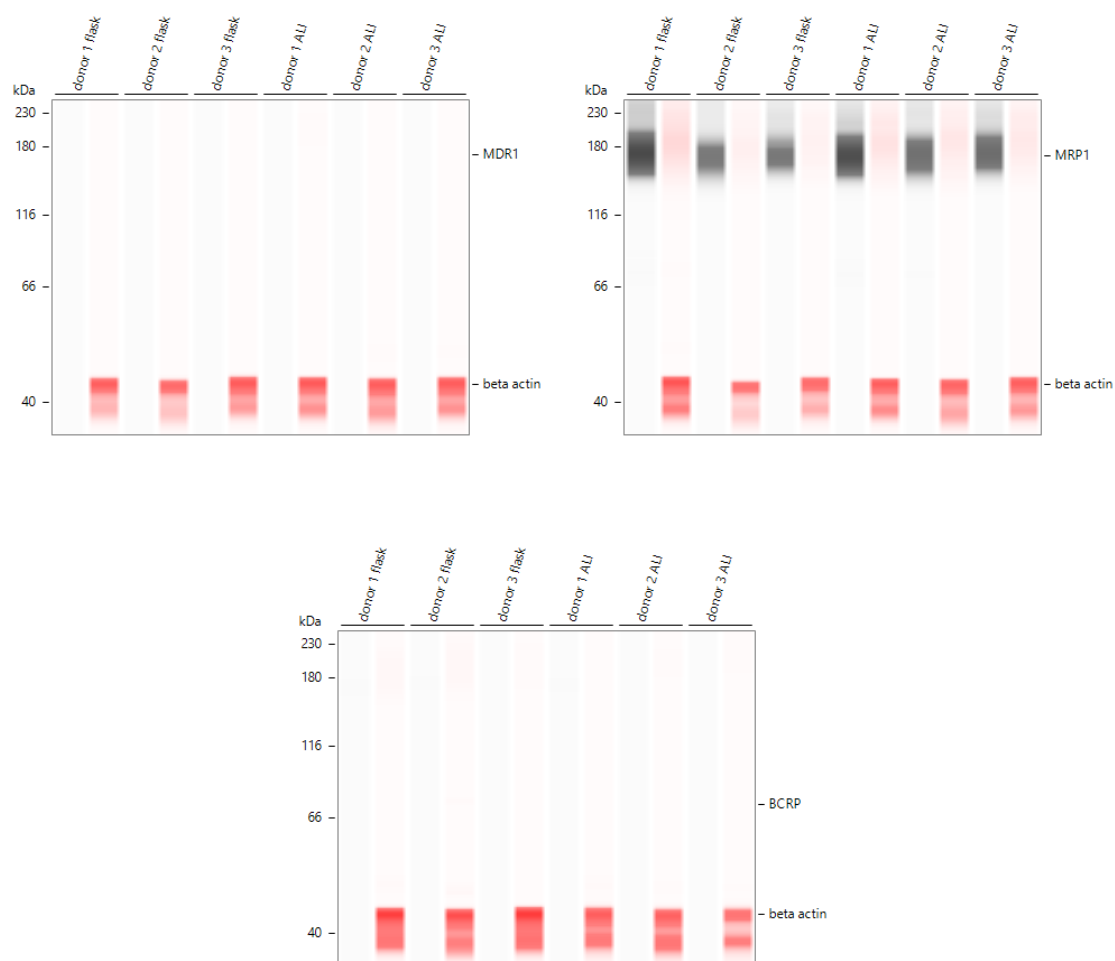 donor 1 flask
donor 2 flask
donor 3 flask
donor 1 ALI
donor 2 ALI
donor 3 ALI
kDa
230
180
116
66
40
MDR1
beta actin
donor 1 flask
donor 2 flask
donor 3 flask
donor 1 ALI
donor 2 ALI
donor 3 ALI
kDa
230
180
116
66
40
MRP1
beta actin
donor 1 flask
donor 2 flask
donor 3 flask
donor 1 ALI
donor 2 ALI
donor 3 ALI
kDa
230
180
116
66
40
BCRP
beta actin